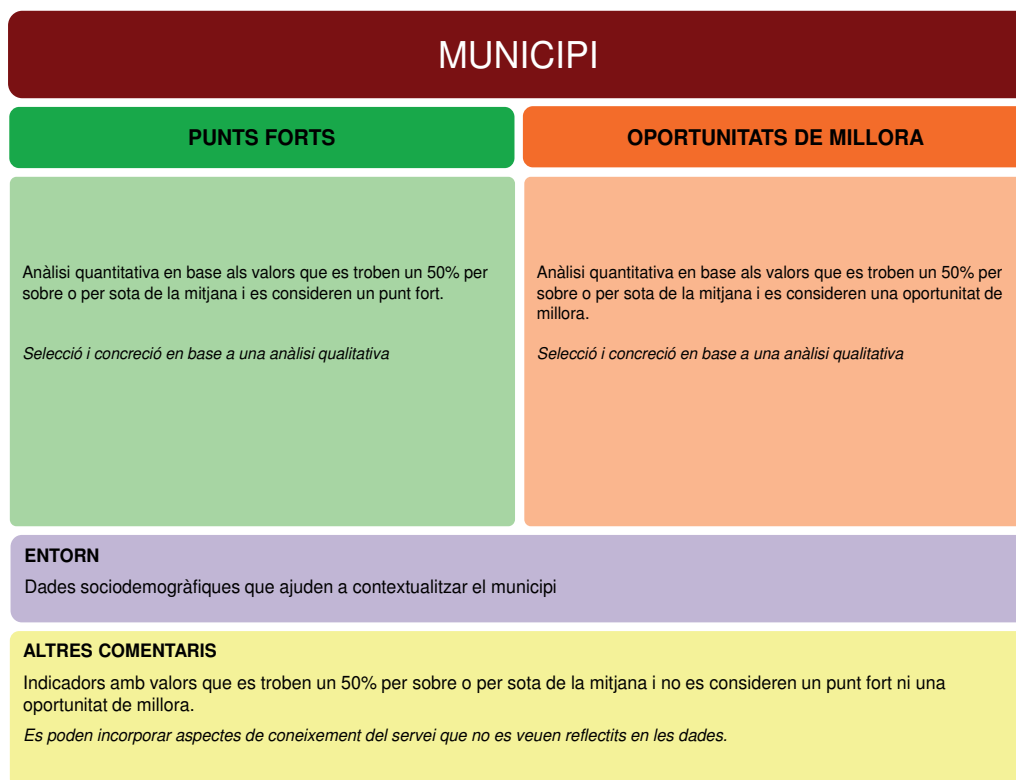 MUNICIPI
PUNTS FORTS
OPORTUNITATS DE MILLORA
Anàlisi quantitativa en base als valors que es troben un 50% per
sobre o per sota de la mitjana i es consideren un punt fort.
Selecció i concreció en base a una anàlisi qualitativa
Anàlisi quantitativa en base als valors que es troben un 50% per
sobre o per sota de la mitjana i es consideren una oportunitat de
millora.
Selecció i concreció en base a una anàlisi qualitativa
ENTORN
Dades sociodemogràfiques que ajuden a contextualitzar el municipi
ALTRES COMENTARIS
Indicadors amb valors que es troben un 50% per sobre o per sota de la mitjana i no es consideren un punt fort ni una
oportunitat de millora.
Es poden incorporar aspectes de coneixement del servei que no es veuen reflectits en les dades.